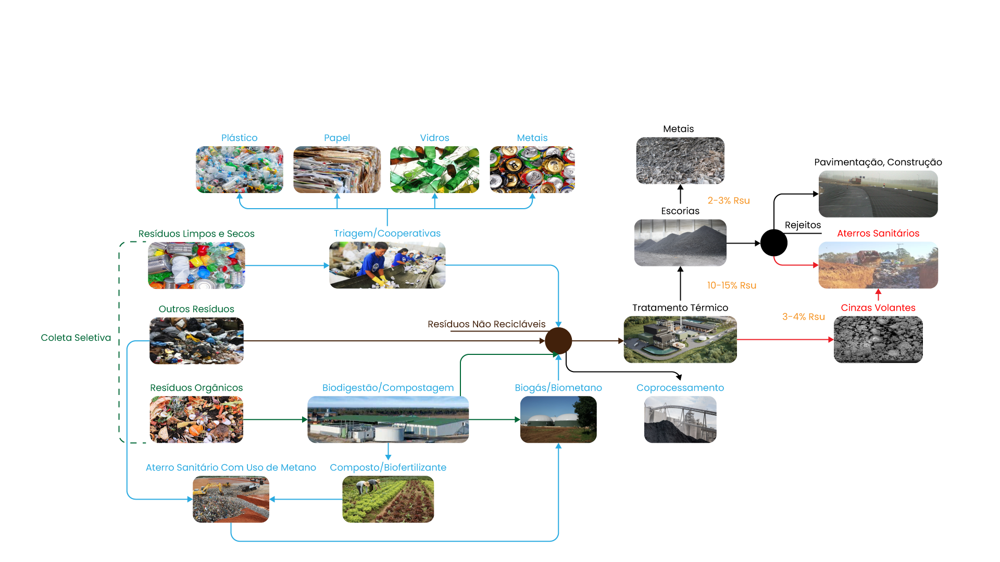 Metais
Plástico
Papel
Vidros
Metais
Pavimentação, Construção
2-3% Rsu
Escorias
Rejeitos
Resíduos Limpos e Secos
Triagem/Cooperativas
Aterros Sanitários
10-15% Rsu
Outros Resíduos
Tratamento Térmico
Cinzas Volantes
3-4% Rsu
Resíduos Não Recicláveis
Coleta Seletiva
Resíduos Orgânicos
Biodigestão/Compostagem
Biogás/Biometano
Coprocessamento
Aterro Sanitário Com Uso de Metano
Composto/Biofertilizante